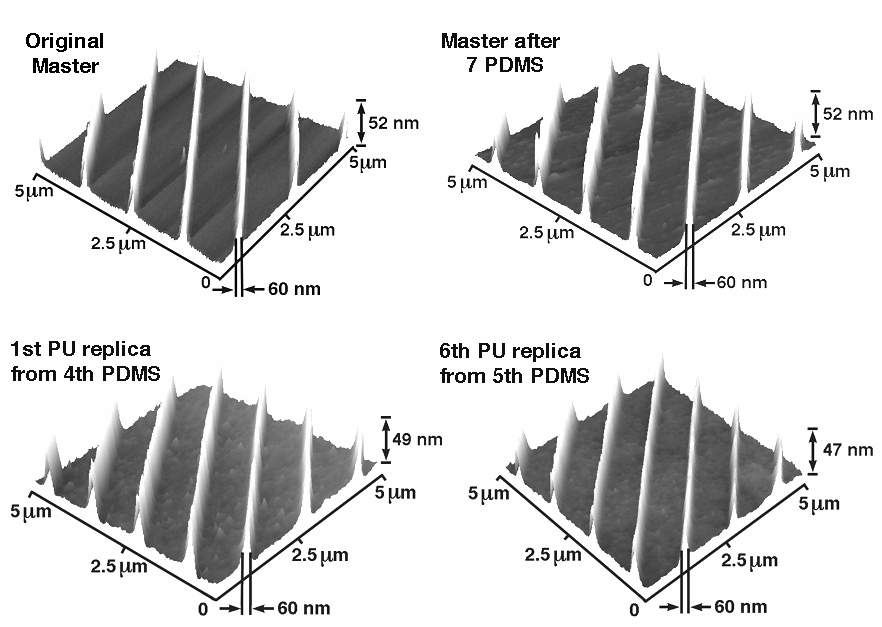 Original
Master
52 nm
5 μm
5 μm
2.5 μm
2.5 μm
0
60 nm
Master after
7 PDMS
52 nm
5 μm
5 μm
2.5 μm
2.5 μm
0
60 nm
1st PU replica
from 4th PDMS
49 nm
5 μm
5 μm
2.5 μm
2.5 μm
0
60 nm
6th PU replica
from 5th PDMS
47 nm
5 μm
5 μm
2.5 μm
2.5 μm
0
60 nm